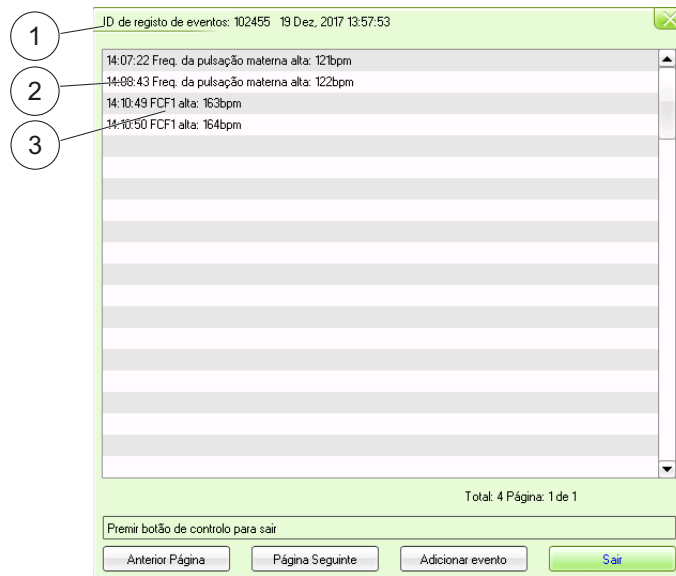 ID de registo de eventos: 102455 19 Dez, 2017 13:57:53
1
14:07:22 Freq. da pulsação materna alta: 121bpm
2
14:08:43 Freq. da pulsação materna alta: 122bpm
14:10:49 FCF1 alta: 163bpm
3
14:10:50 FCF1 alta: 164bpm
Total: 4 Página: 1 de 1
Premir botão de controlo para sair
Anterior Página
Página Seguinte
Adicionar evento
Sair